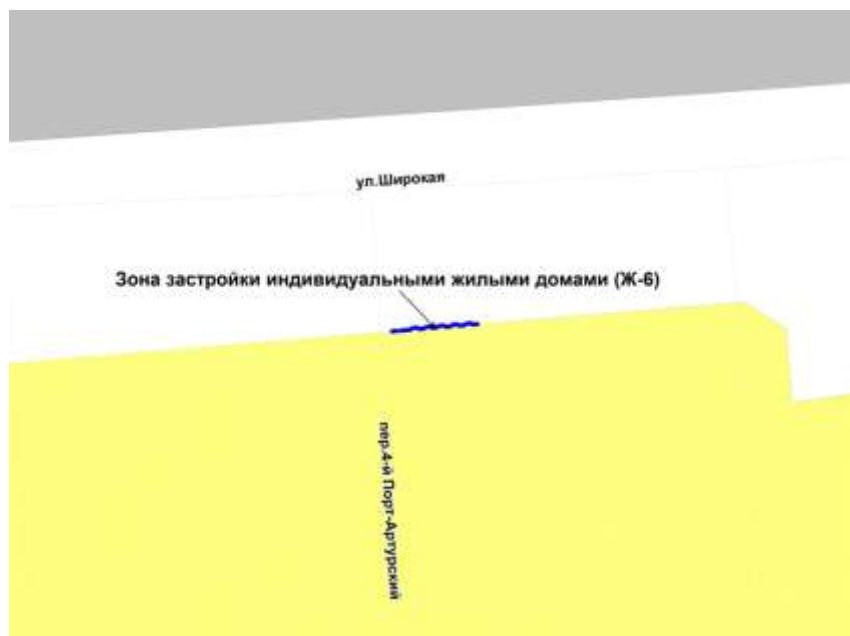 ул.Широкая
Зона застройки индивидуальными жилыми домами (Ж-6)
пер.4-й Порт-Артурский